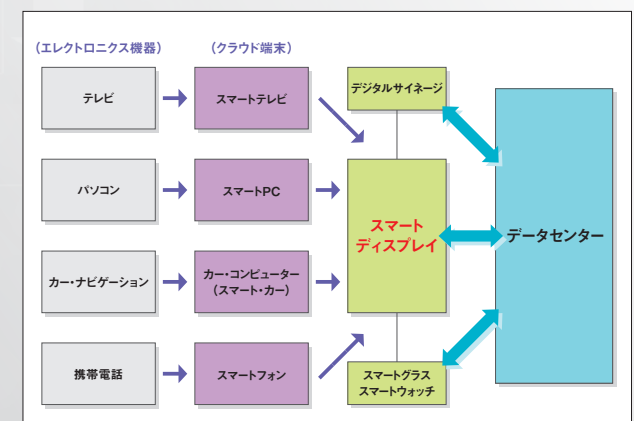 （エレクトロニクス機器）
（クラウド端末）
テレビ
スマートテレビ
デジタルサイネージ
パソコン
スマートPC
スマート
ディスプレイ
データセンター
カー・ナビゲーション
カー・コンピューター
（スマート・カー）
携帯電話
スマートフォン
スマートグラス
スマートウォッチ